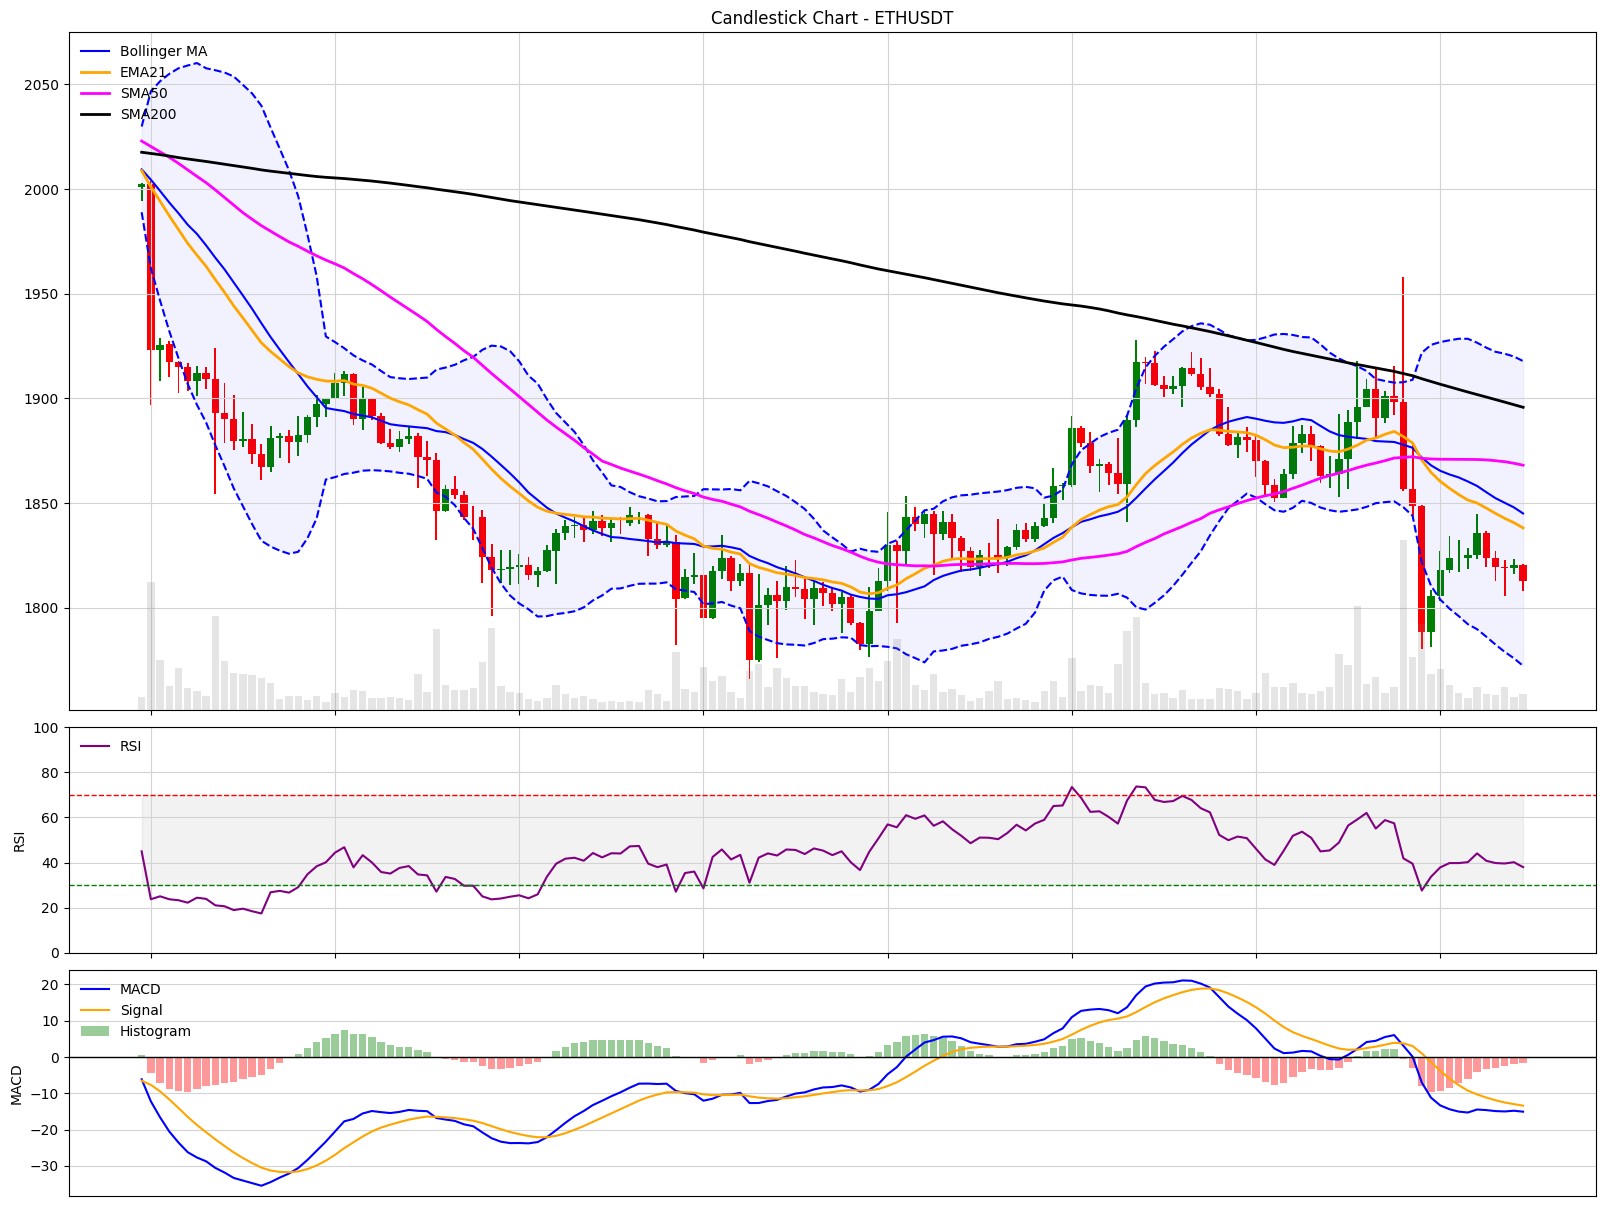 Candlestick Chart - ETHUSDT
Bollinger MA
EMA21
SMA50
SMA200
2050
2000
1950
1900
1850
1800
RSI
100
80
60
40
20
0
RSI
MACD
Signal
Histogram
20
10
0
−10
−20
−30
MACD